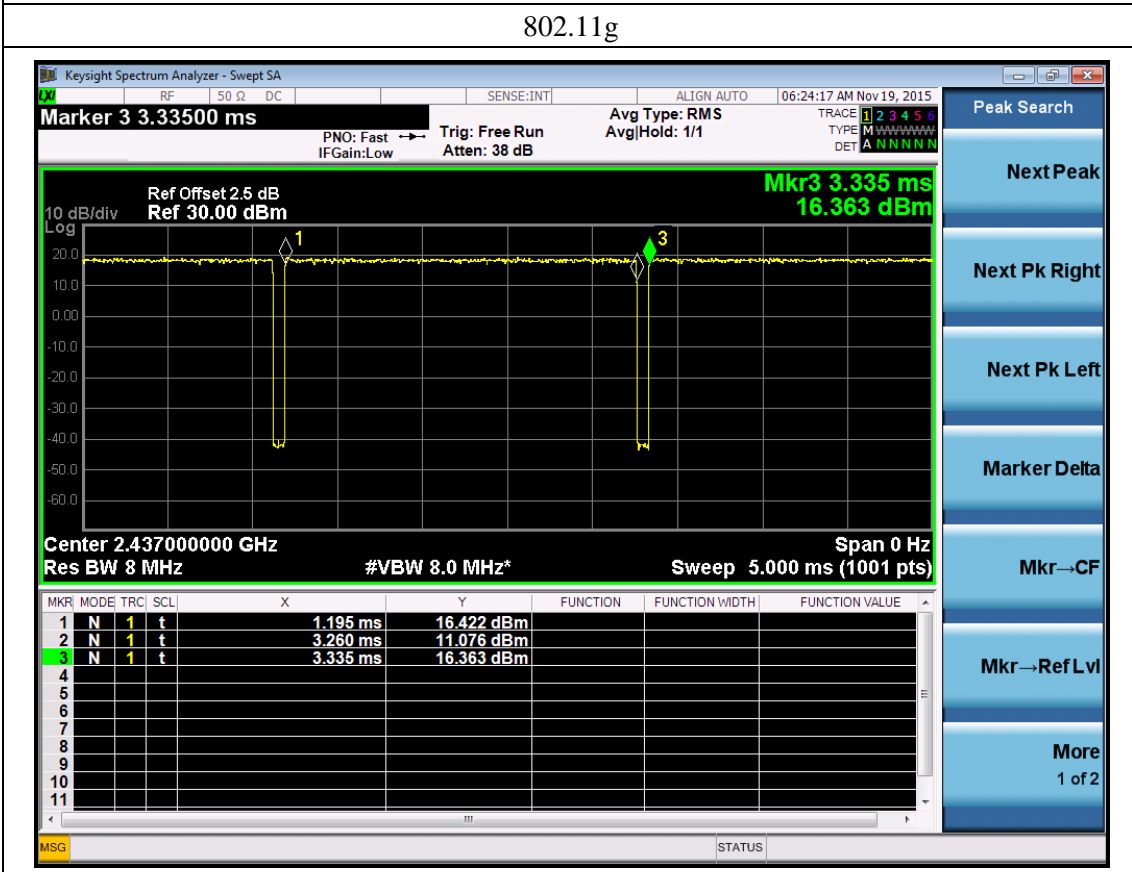 802.11g
Keysight Spectrum Analyzer - Swept SA
LXI RF 50 Ω DC SENSE:INT ALIGN AUTO 06:24:17 AM Nov 19, 2015
Marker 3 3.33500 ms
PNO: Fast
IFGain:Low
Trig: Free Run
Atten: 38 dB
Avg Type: RMS
Avg|Hold: 1/1
TRACE 1 2 3 4 5 6
TYPE M WWWWW
DET A N N N N N
Peak Search
Next Peak
Next Pk Right
Next Pk Left
Marker Delta
Mkr→CF
Mkr→Ref Lvl
More
1 of 2
Mkr3 3.335 ms
16.363 dBm
Ref Offset 2.5 dB
10 dB/div Ref 30.00 dBm
Log
1
3
20.0
10.0
0.00
-10.0
-20.0
-30.0
-40.0
-50.0
-60.0
Center 2.437000000 GHz Span 0 Hz
Res BW 8 MHz #VBW 8.0 MHz* Sweep 5.000 ms (1001 pts)
MKR MODE TRC SCL X Y FUNCTION FUNCTION WIDTH FUNCTION VALUE
1 N 1 t 1.195 ms 16.422 dBm
2 N 1 t 3.260 ms 11.076 dBm
3 N 1 t 3.335 ms 16.363 dBm
4
5
6
7
8
9
10
11
MSG STATUS